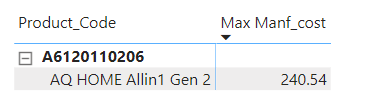 Product_Code Max Manf_cost
A6120110206
AQ HOME Allin1 Gen 2 240.54